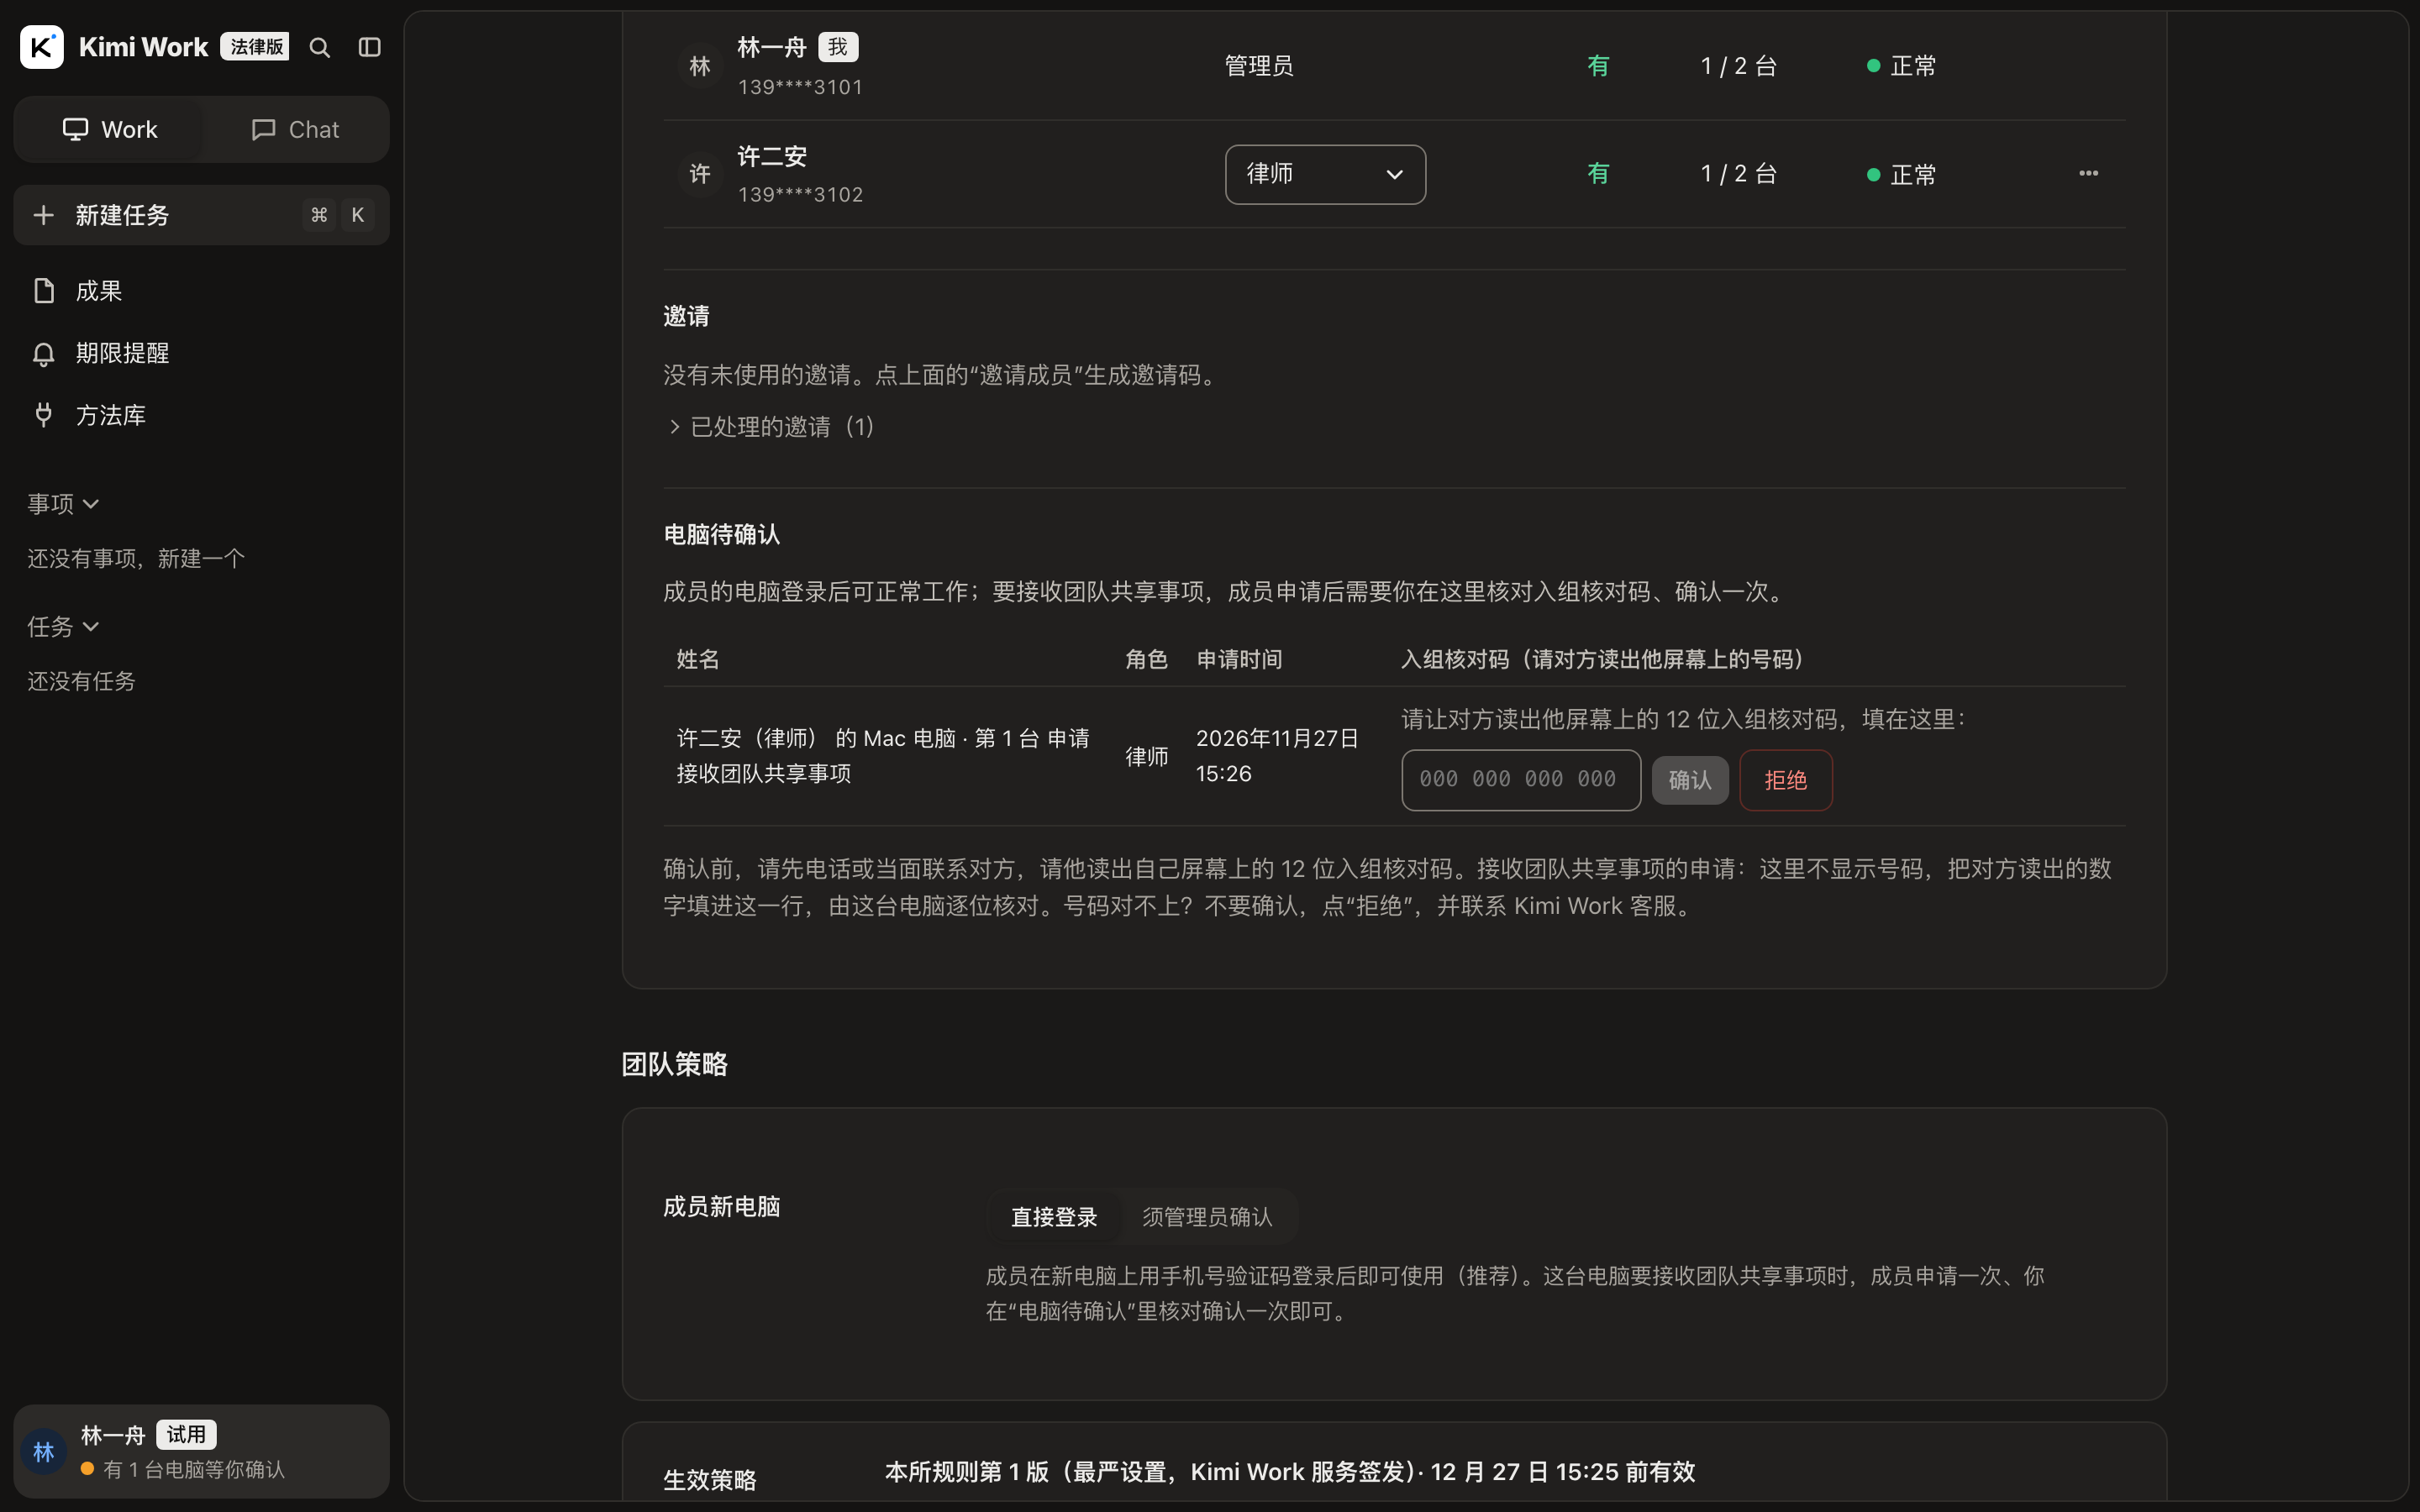 Kimi Work 法律版
Work
Chat
新建任务 ⌘ K
成果
期限提醒
方法库
事项
还没有事项，新建一个
任务
还没有任务
林
林一舟 试用
有 1 台电脑等你确认
林
林一舟 我
139****3101
管理员
有
1 / 2 台
正常
许
许二安
139****3102
律师
有
1 / 2 台
正常
邀请
没有未使用的邀请。点上面的“邀请成员”生成邀请码。
已处理的邀请（1）
电脑待确认
成员的电脑登录后可正常工作；要接收团队共享事项，成员申请后需要你在这里核对入组核对码、确认一次。
姓名
角色
申请时间
入组核对码（请对方读出他屏幕上的号码）
许二安（律师） 的 Mac 电脑 · 第 1 台 申请
接收团队共享事项
律师
2026年11月27日
15:26
请让对方读出他屏幕上的 12 位入组核对码，填在这里：
000 000 000 000
确认
拒绝
确认前，请先电话或当面联系对方，请他读出自己屏幕上的 12 位入组核对码。接收团队共享事项的申请：这里不显示号码，把对方读出的数
字填进这一行，由这台电脑逐位核对。号码对不上？不要确认，点“拒绝”，并联系 Kimi Work 客服。
团队策略
成员新电脑
直接登录
须管理员确认
成员在新电脑上用手机号验证码登录后即可使用（推荐）。这台电脑要接收团队共享事项时，成员申请一次、你
在“电脑待确认”里核对确认一次即可。
生效策略
本所规则第 1 版（最严设置，Kimi Work 服务签发）· 12 月 27 日 15:25 前有效